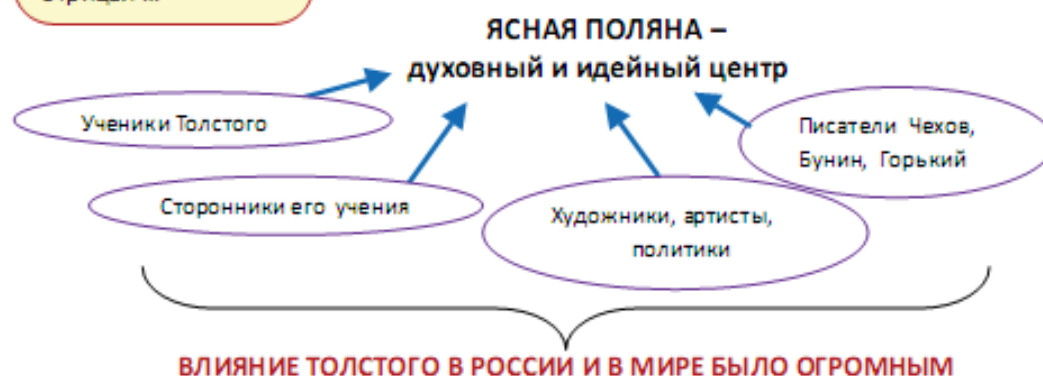 ЯСНАЯ ПОЛЯНА –
духовный и идейный центр
Ученики Толстого
Писатели Чехов,
Бунин, Горький
Сторонники его учения
Художники, артисты,
политики
ВЛИЯНИЕ ТОЛСТОГО В РОССИИ И В МИРЕ БЫЛО ОГРОМНЫМ